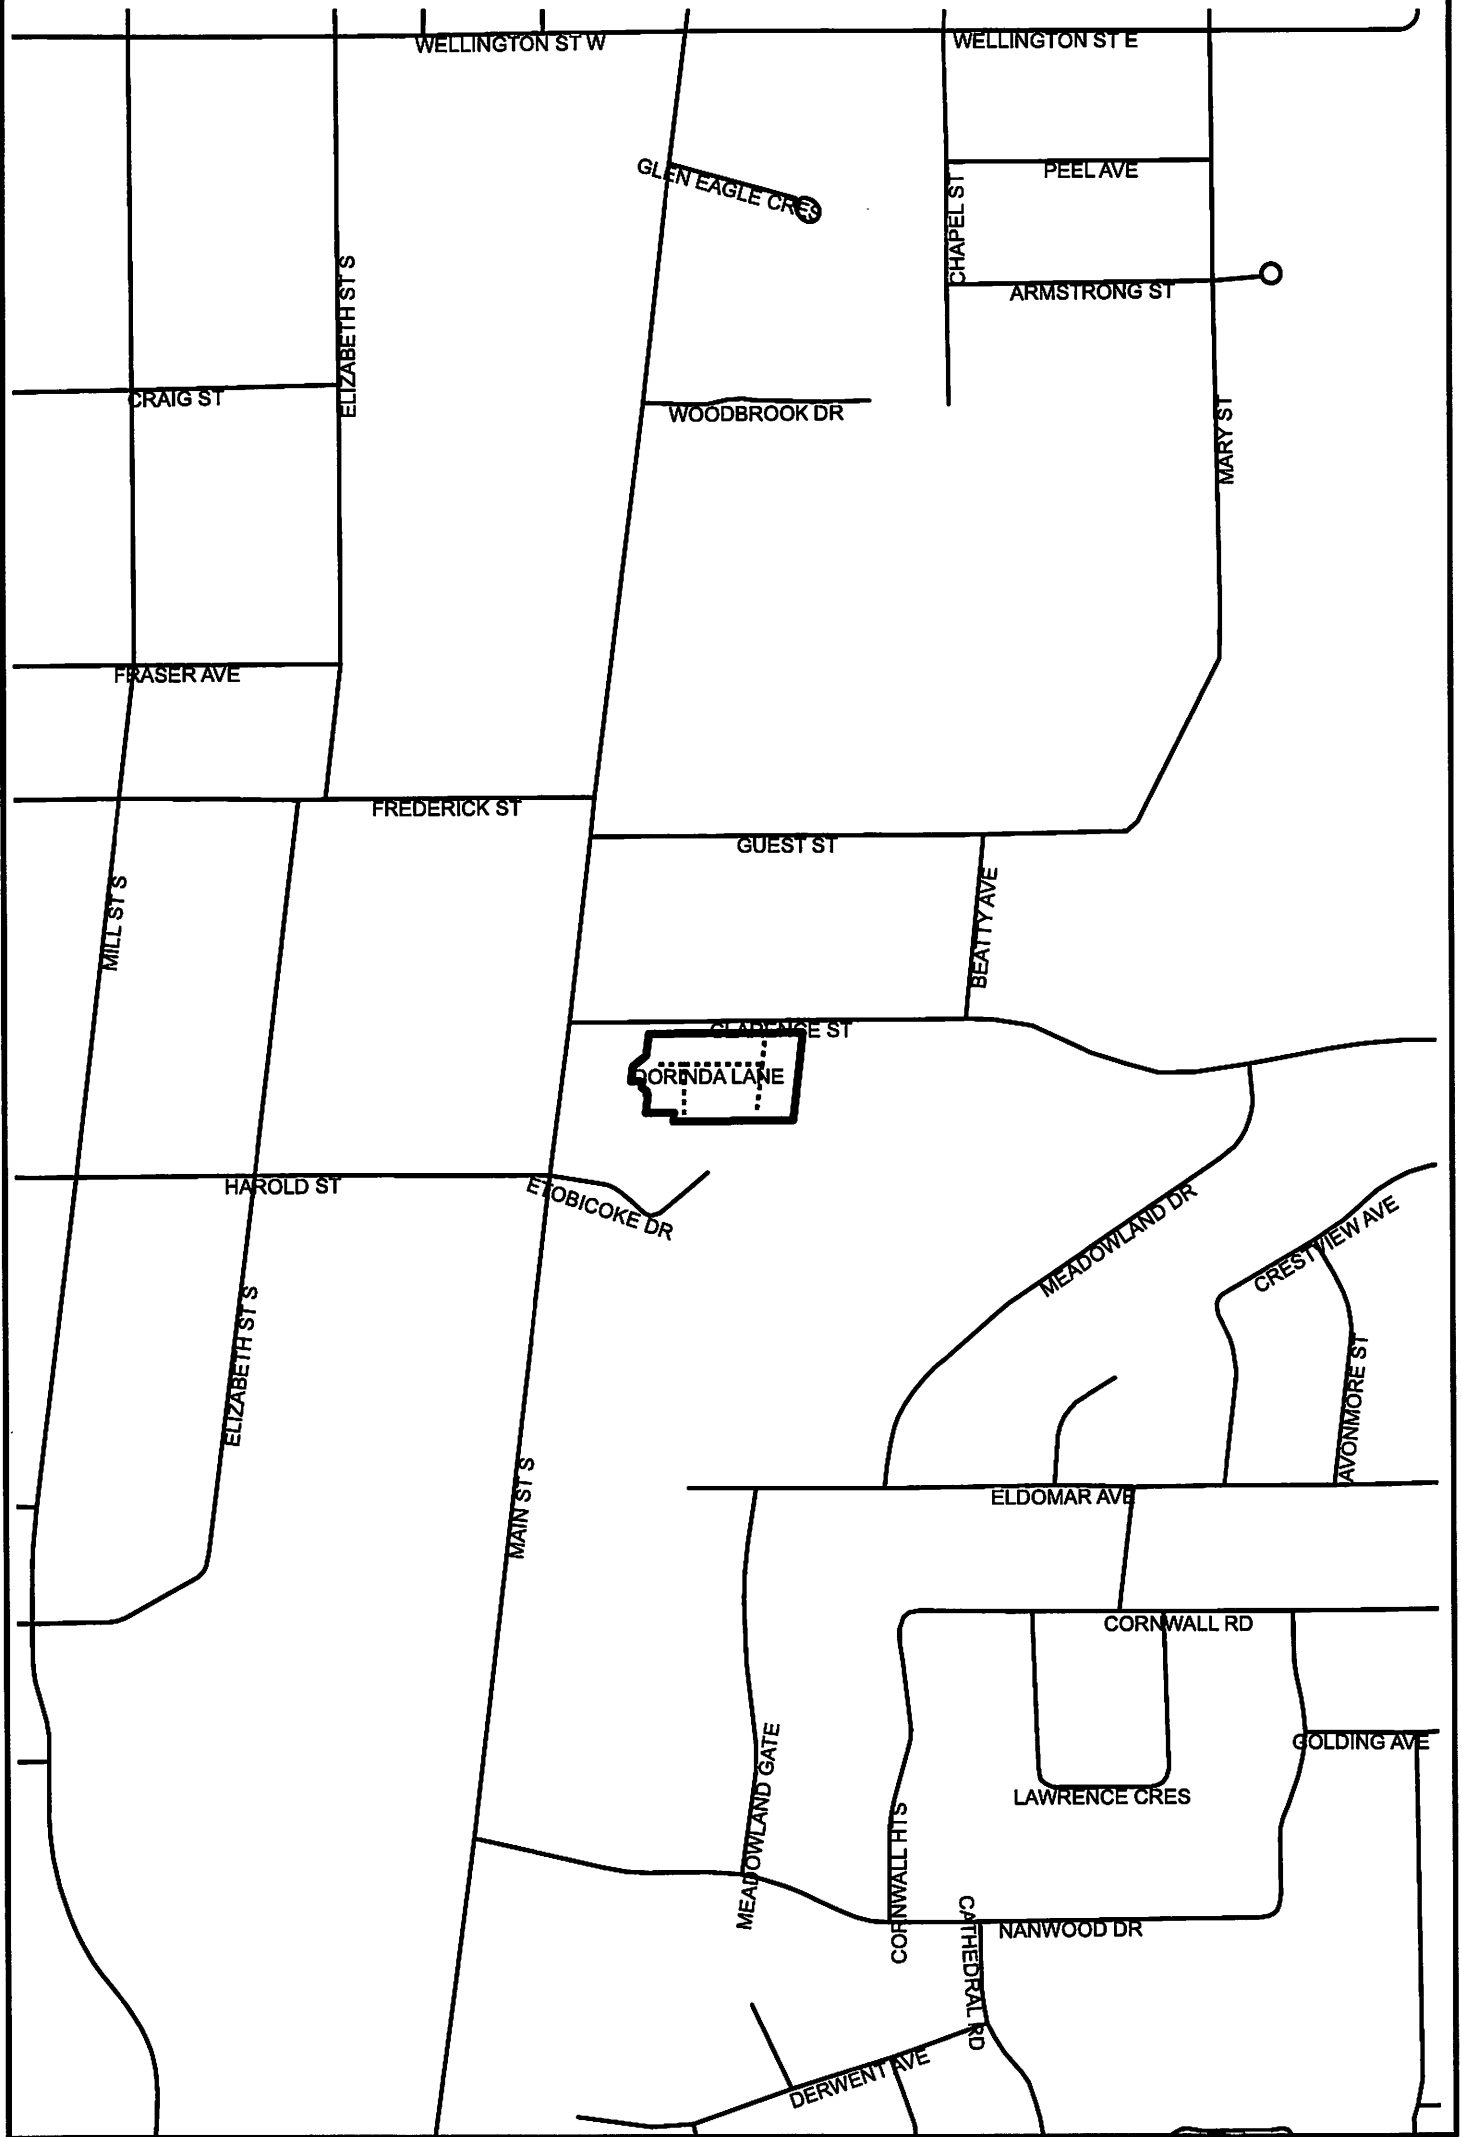 WELLINGTON ST W
WELLINGTON ST E
GLEN EAGLE CRES
PEEL AVE
CHAPEL ST
ELIZABETH ST S
ARMSTRONG ST
CRAIG ST
WOODBROOK DR
MARY ST
FRASER AVE
FREDERICK ST
GUEST ST
MILL ST S
BEATTY AVE
CLARENCE ST
DORINDA LANE
HAROLD ST
ETOBICOKE DR
MEADOWLAND DR
CRESTVIEW AVE
ELIZABETH ST S
AVONMORE ST
MAIN ST S
ELDOMAR AVE
CORNWALL RD
MEADOWLAND GATE
GOLDING AVE
LAWRENCE CRES
CORNWALL HTS
CATHEDRAL RD
NANWOOD DR
DERWENT AVE